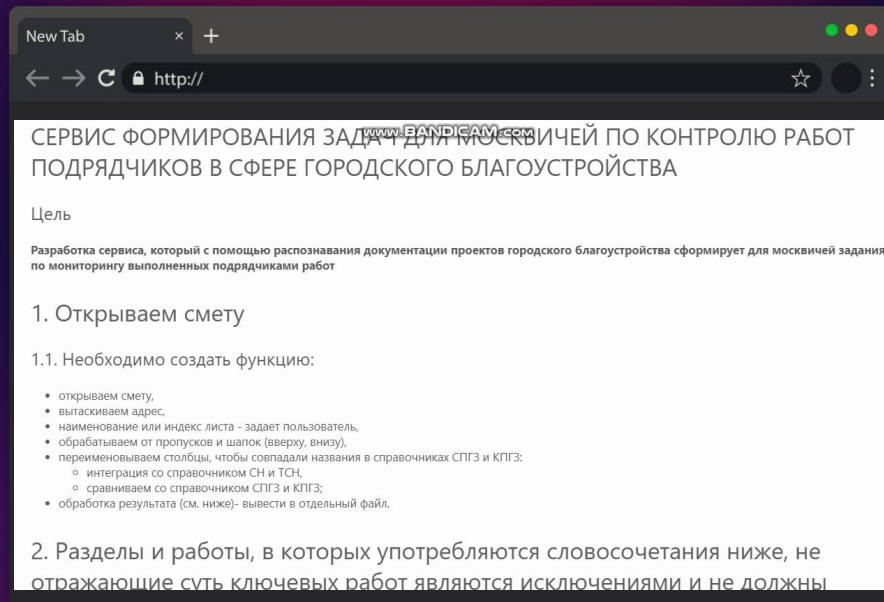 New Tab
http://
www.BANDICAM.com
СЕРВИС ФОРМИРОВАНИЯ ЗАДАЧ ДЛЯ МОСКВИЧЕЙ ПО КОНТРОЛЮ РАБОТ
ПОДРЯДЧИКОВ В СФЕРЕ ГОРОДСКОГО БЛАГОУСТРОЙСТВА
Цель
Разработка сервиса, который с помощью распознавания документации проектов городского благоустройства сформирует для москвичей задания
по мониторингу выполненных подрядчиками работ
1. Открываем смету
1.1. Необходимо создать функцию:
• открываем смету,
• вытаскиваем адрес,
• наименование или индекс листа - задает пользователь,
• обрабатываем от пропусков и шапок (вверху, внизу),
• переименовываем столбцы, чтобы совпадали названия в справочниках СПГЗ и КПГЗ:
◦ интеграция со справочником СН и ТСН,
◦ сравниваем со справочником СПГЗ и КПГЗ;
• обработка результата (см. ниже)- вывести в отдельный файл.
2. Разделы и работы, в которых употребляются словосочетания ниже, не
отражающие суть ключевых работ являются исключениями и не должны